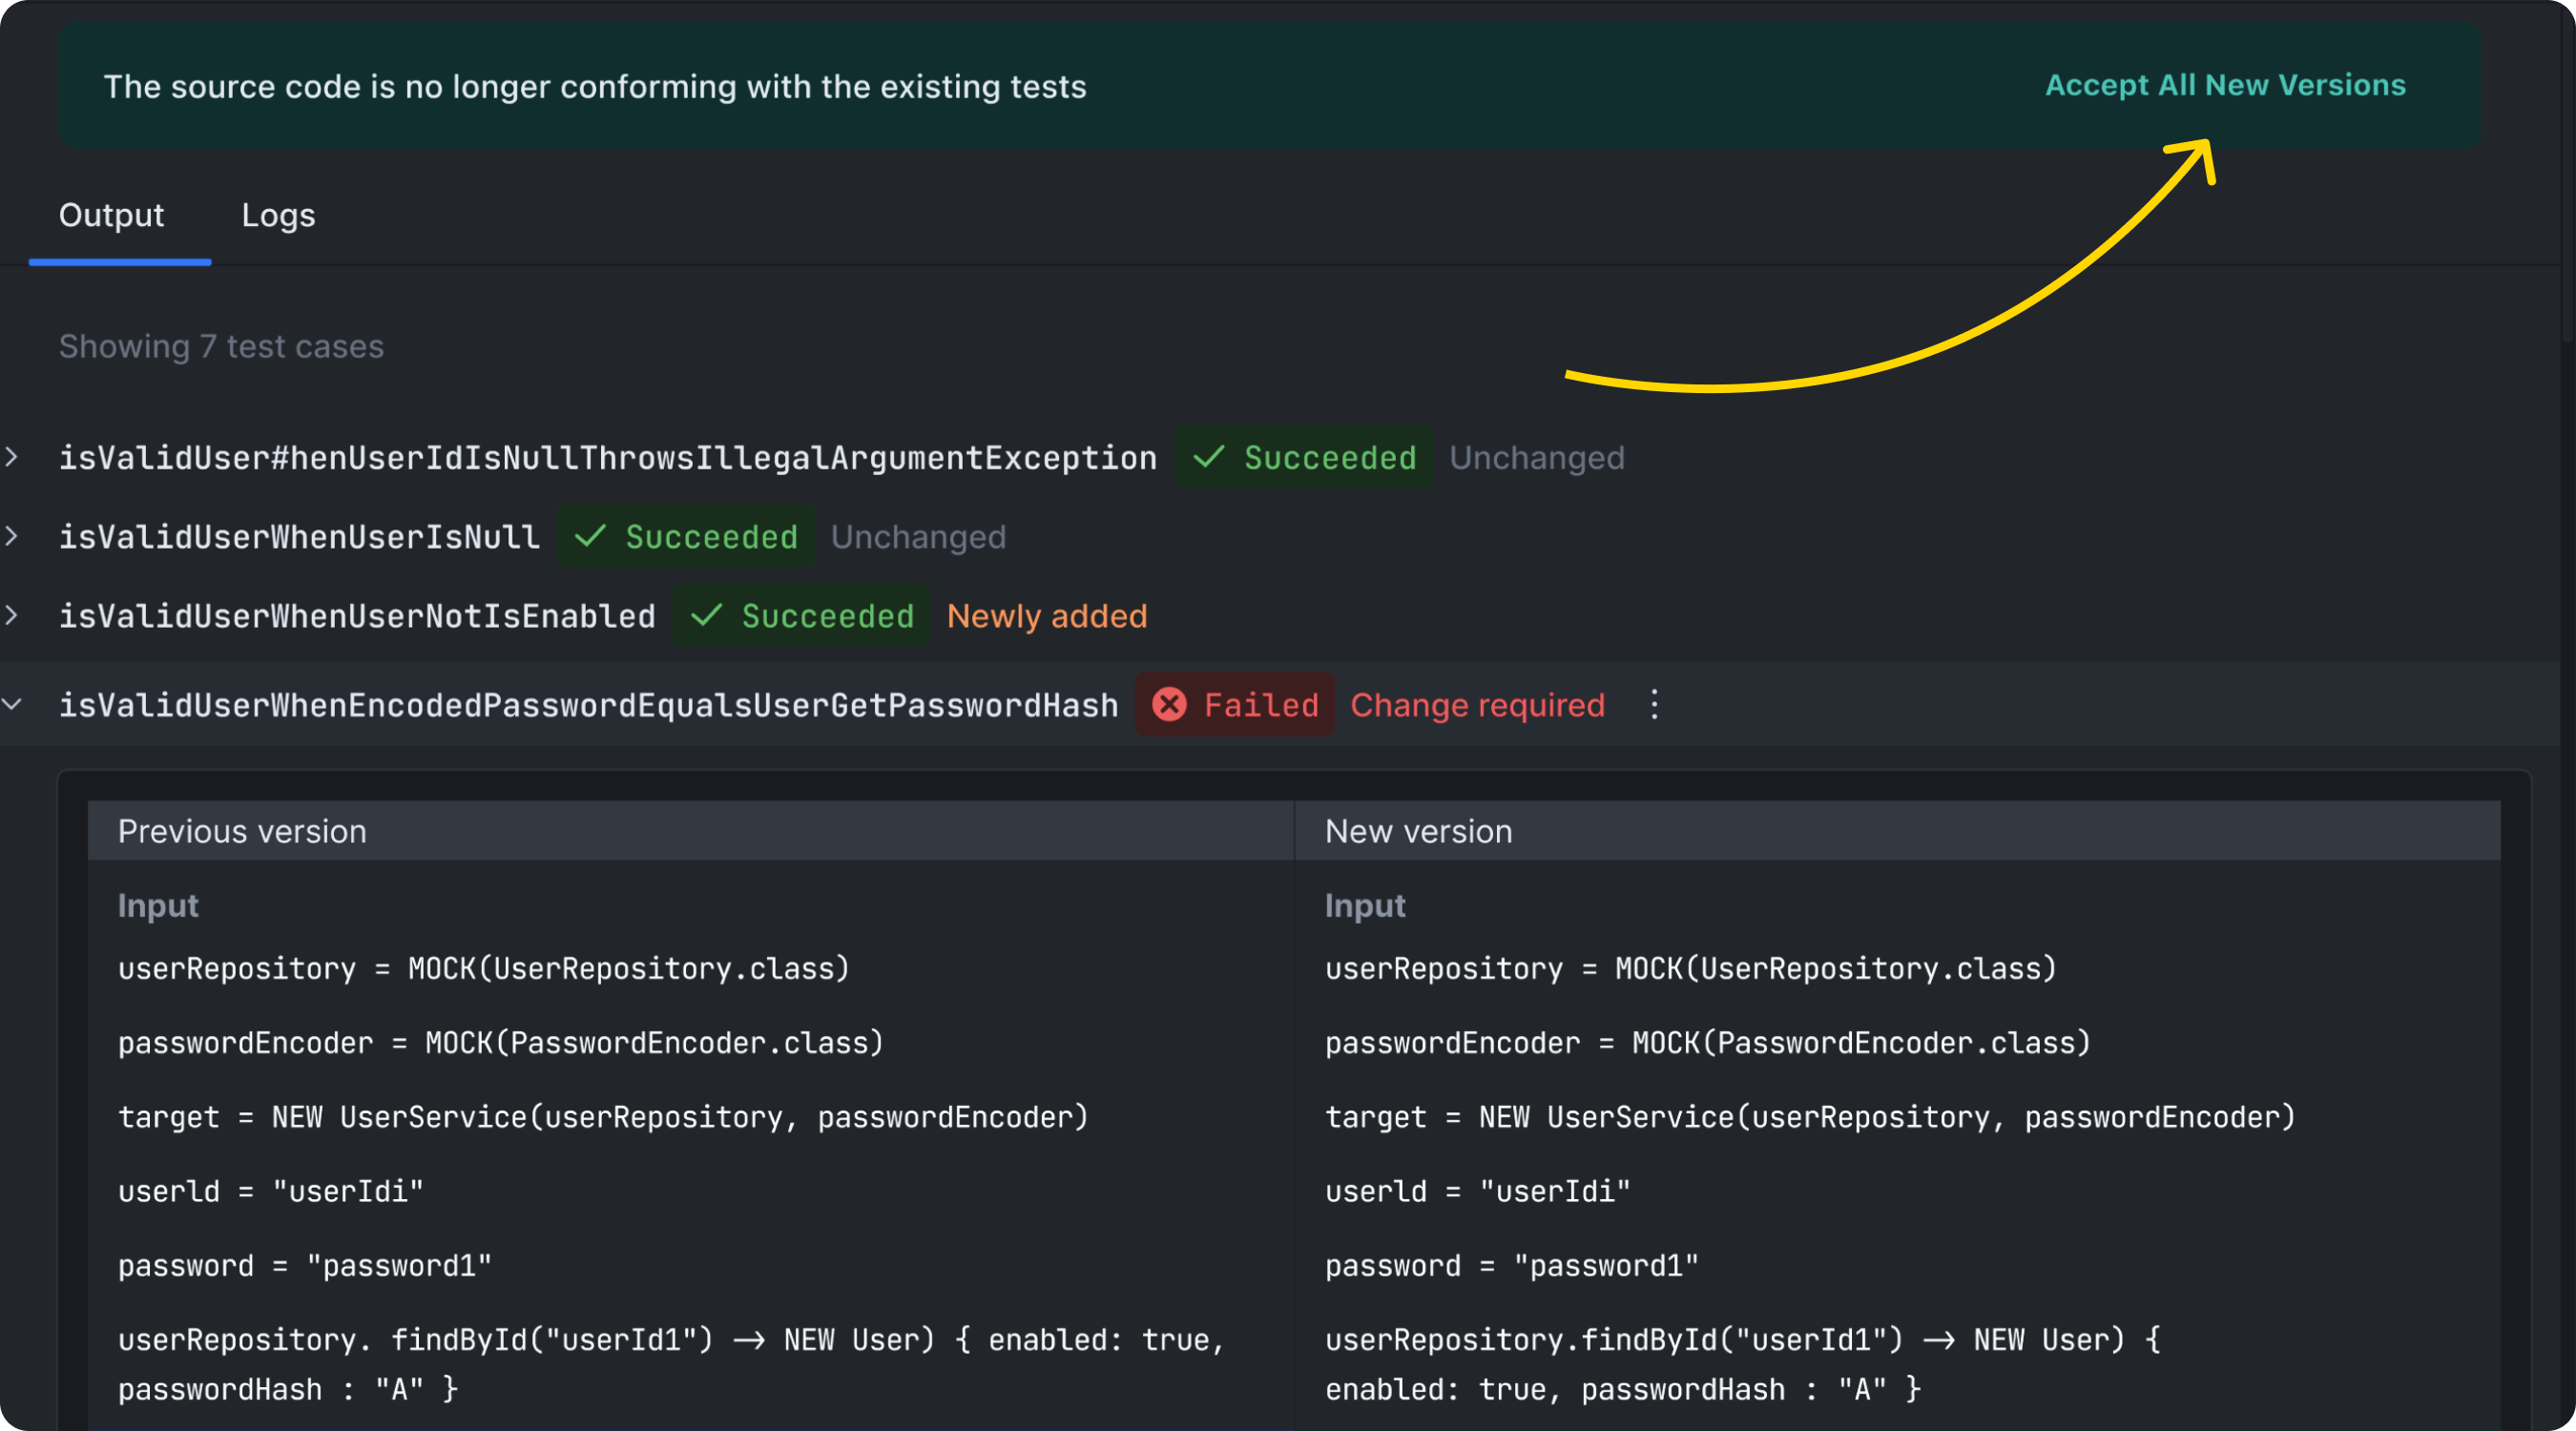 The source code is no longer conforming with the existing tests
Accept All New Versions
Output
Logs
Showing 7 test cases
isValidUser#henUserIdIsNullThrowsIllegalArgumentException Succeeded Unchanged
isValidUserWhenUserIsNull Succeeded Unchanged
isValidUserWhenUserNotIsEnabled Succeeded Newly added
isValidUserWhenEncodedPasswordEqualsUserGetPasswordHash Failed Change required
Previous version
Input
userRepository = MOCK(UserRepository.class)
passwordEncoder = MOCK(PasswordEncoder.class)
target = NEW UserService(userRepository, passwordEncoder)
userld = "userIdi"
password = "password1"
userRepository. findById("userId1") → NEW User) { enabled: true,
passwordHash : "A" }
New version
Input
userRepository = MOCK(UserRepository.class)
passwordEncoder = MOCK(PasswordEncoder.class)
target = NEW UserService(userRepository, passwordEncoder)
userld = "userIdi"
password = "password1"
userRepository.findById("userId1") → NEW User) {
enabled: true, passwordHash : "A" }